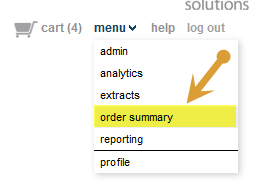 solutions
cart (4) menu help log out
admin
analytics
extracts
order summary
reporting
profile